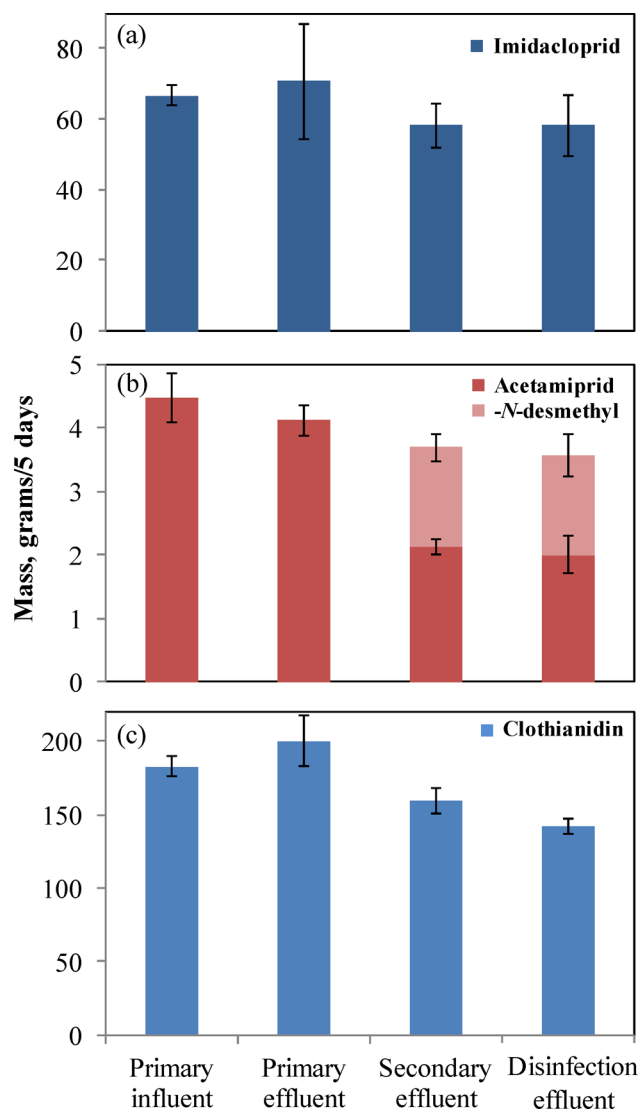 (a)
Imidacloprid
80
60
40
20
0
(b)
Acetamiprid
-N-desmethyl
5
4
3
2
1
0
Mass, grams/5 days
(c)
Clothianidin
200
150
100
50
0
Primary influent
Primary effluent
Secondary effluent
Disinfection effluent